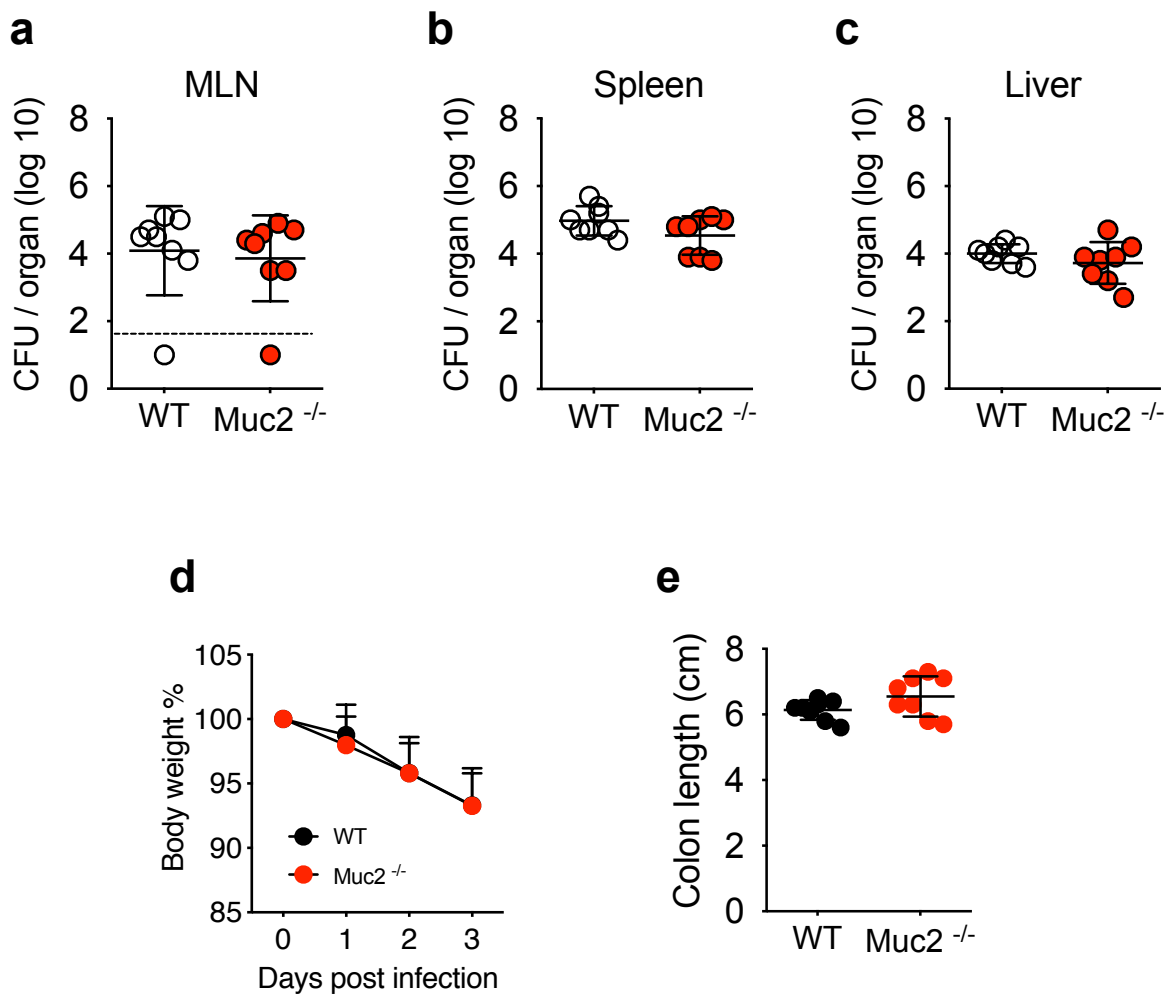 a
MLN
CFU / organ (log 10)
8
6
4
2
0
WT
Muc2 -/-
b
Spleen
CFU / organ (log 10)
8
6
4
2
0
WT
Muc2 -/-
c
Liver
CFU / organ (log 10)
8
6
4
2
0
WT
Muc2 -/-
d
Body weight %
105
100
95
90
85
WT
Muc2 -/-
0 1 2 3
Days post infection
e
Colon length (cm)
8
6
4
2
0
WT
Muc2 -/-